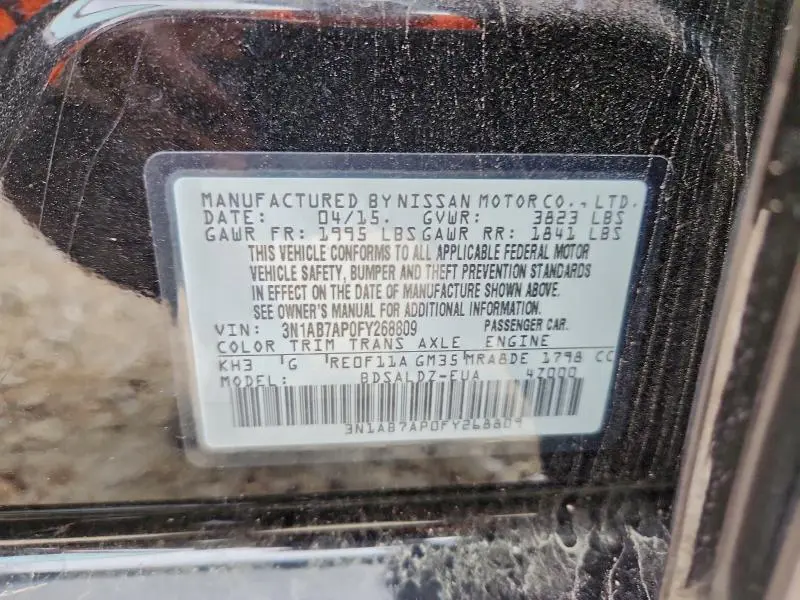 MANUFACTURED BY NISSAN MOTOR CO., LTD.
DATE: 04/15. GVWR: 3823 LBS
GAWR FR: 1995 LBS GAWR RR: 1841 LBS
THIS VEHICLE CONFORMS TO ALL APPLICABLE FEDERAL MOTOR
VEHICLE SAFETY, BUMPER AND THEFT PREVENTION STANDARDS
IN EFFECT ON THE DATE OF MANUFACTURE SHOWN ABOVE.
SEE OWNER'S MANUAL FOR ADDITIONAL INFORMATION.
VIN: 3N1AB7AP0FY268809 PASSENGER CAR.
COLOR TRIM TRANS AXLE ENGINE
KH3 G RE0F11A GM35 MRA8DE 1798 CC
MODEL: BDSALDZ-EUA 47000
3N1AB7AP0FY268809